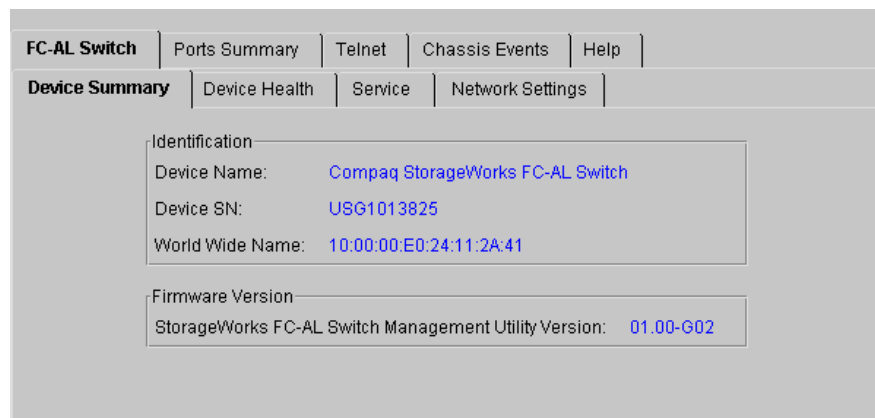 FC-AL Switch Ports Summary Telnet Chassis Events Help
Device Summary Device Health Service Network Settings
Identification
Device Name: Compaq StorageWorks FC-AL Switch
Device SN: USG1013825
World Wide Name: 10:00:00:E0:24:11:2A:41
Firmware Version
StorageWorks FC-AL Switch Management Utility Version: 01.00-G02